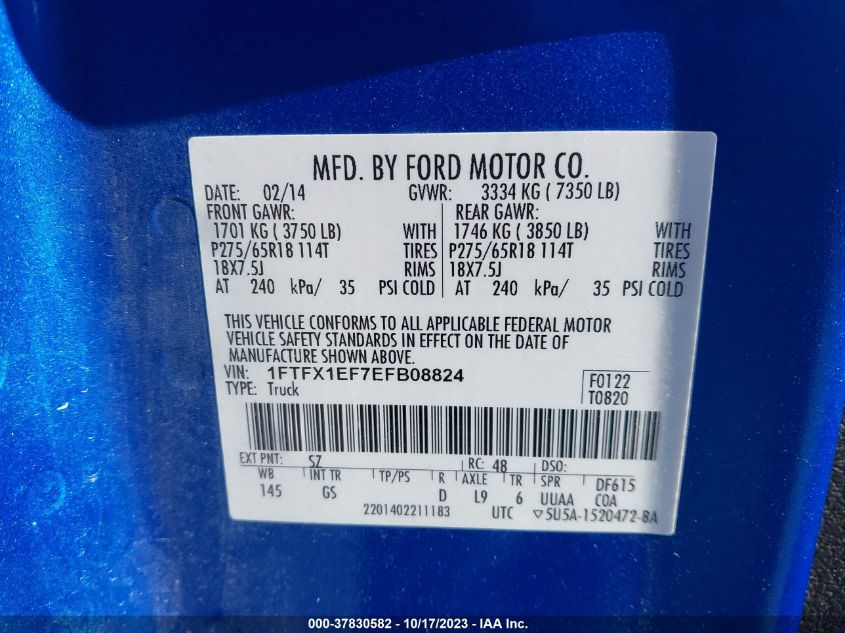 MFD. BY FORD MOTOR CO.
DATE: 02/14 GVWR: 3334 KG ( 7350 LB)
FRONT GAWR: REAR GAWR:
1701 KG ( 3750 LB) WITH 1746 KG ( 3850 LB) WITH
P275/65R18 114T TIRES P275/65R18 114T TIRES
18X7.5J RIMS 18X7.5J RIMS
AT 240 kPa/ 35 PSI COLD AT 240 kPa/ 35 PSI COLD
THIS VEHICLE CONFORMS TO ALL APPLICABLE FEDERAL MOTOR
VEHICLE SAFETY STANDARDS IN EFFECT ON THE DATE OF
MANUFACTURE SHOWN ABOVE.
VIN: 1FTFX1EF7EFB08824 F0122
TYPE: Truck T0820
EXT PNT: SZ RC: 48 DSO:
WB INT TR TP/PS R AXLE TR SPR DF615
145 GS D L9 6 UUAA COA
2201402211183 UTC ▽5U5A-1520472-BA
000-37830582 - 10/17/2023 - IAA Inc.